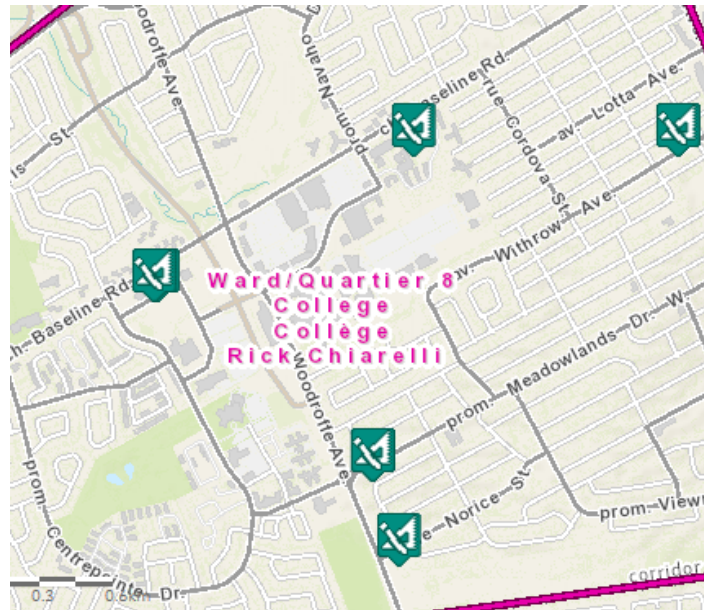 Woodroffe Ave.
prom. Navaho
ch. Baseline Rd.
rue Cordova St.
av. Lotta Ave.
is St.
av. Withrow Ave.
ch. Baseline Rd.
Ward/Quartier 8
College
Collège
Rick Chiarelli
Woodroffe Ave.
prom. Meadowlands Dr. W.
e Norice St.
prom. View
prom. Centrepointe Dr.
corridor
0.3
0.6km